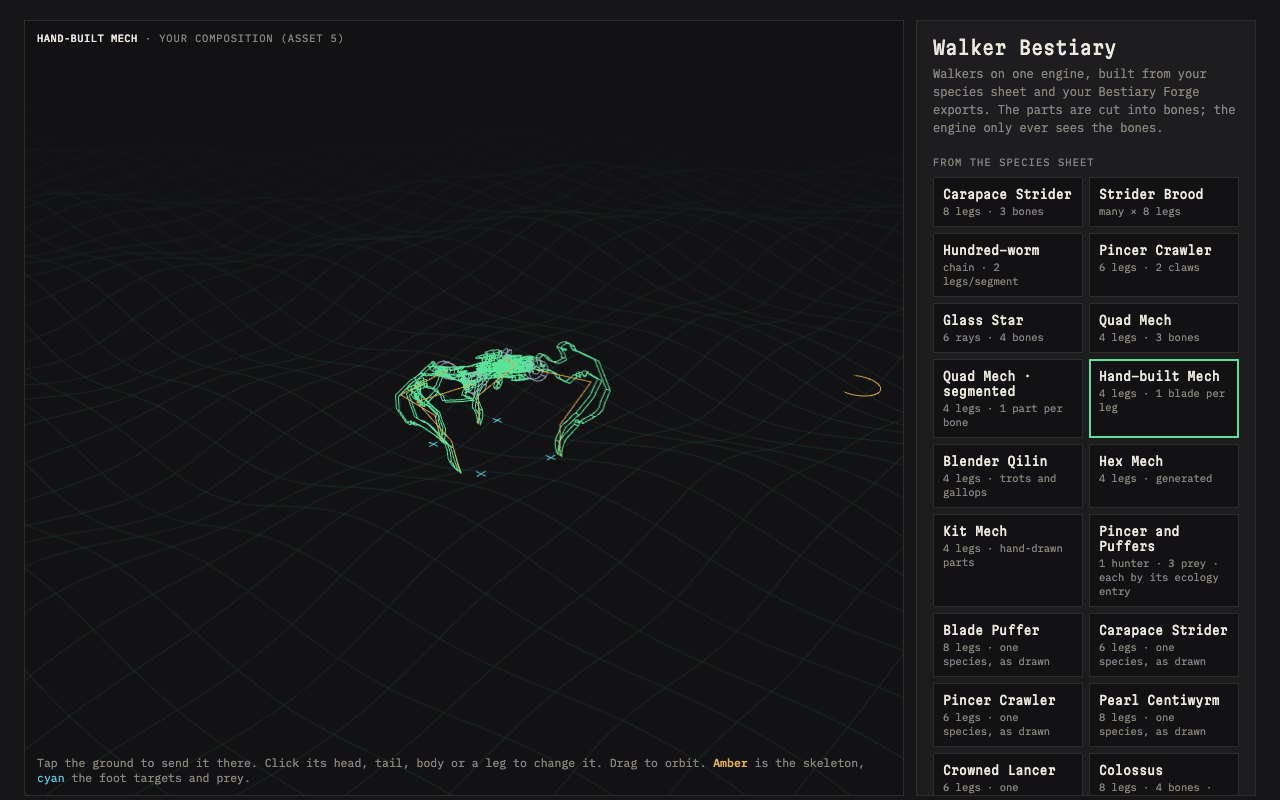 HAND-BUILT MECH · YOUR COMPOSITION (ASSET 5)
Tap the ground to send it there. Click its head, tail, body or a leg to change it. Drag to orbit. Amber is the skeleton,
cyan the foot targets and prey.
Walker Bestiary
Walkers on one engine, built from your
species sheet and your Bestiary Forge
exports. The parts are cut into bones; the
engine only ever sees the bones.
FROM THE SPECIES SHEET
Carapace Strider
8 legs · 3 bones
Strider Brood
many × 8 legs
Hundred-worm
chain · 2
legs/segment
Pincer Crawler
6 legs · 2 claws
Glass Star
6 rays · 4 bones
Quad Mech
4 legs · 3 bones
Quad Mech ·
segmented
4 legs · 1 part per
bone
Hand-built Mech
4 legs · 1 blade per
leg
Blender Qilin
4 legs · trots and
gallops
Hex Mech
4 legs · generated
Kit Mech
4 legs · hand-drawn
parts
Pincer and
Puffers
1 hunter · 3 prey ·
each by its ecology
entry
Blade Puffer
8 legs · one
species, as drawn
Carapace Strider
6 legs · one
species, as drawn
Pincer Crawler
6 legs · one
species, as drawn
Pearl Centiwyrm
8 legs · one
species, as drawn
Crowned Lancer
6 legs · one
Colossus
8 legs · 4 bones ·